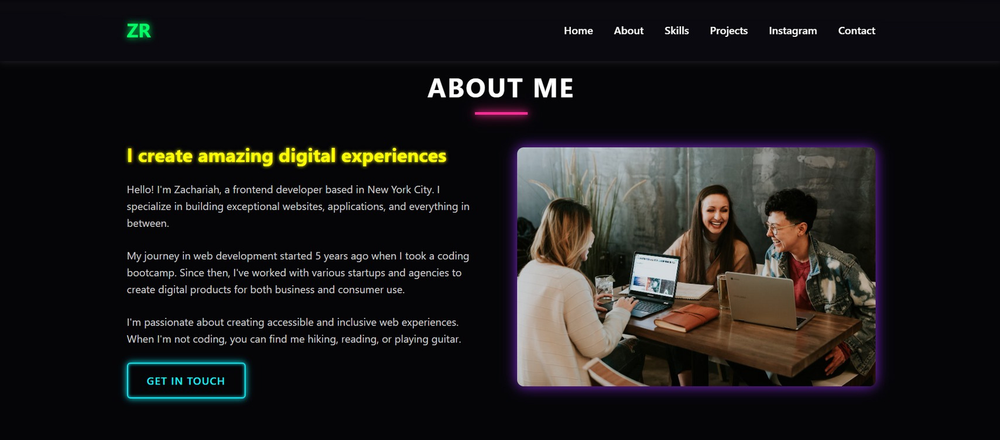 ZR
Home About Skills Projects Instagram Contact
ABOUT ME
I create amazing digital experiences
Hello! I'm Zachariah, a frontend developer based in New York City. I
specialize in building exceptional websites, applications, and everything in
between.
My journey in web development started 5 years ago when I took a coding
bootcamp. Since then, I've worked with various startups and agencies to
create digital products for both business and consumer use.
I'm passionate about creating accessible and inclusive web experiences.
When I'm not coding, you can find me hiking, reading, or playing guitar.
GET IN TOUCH